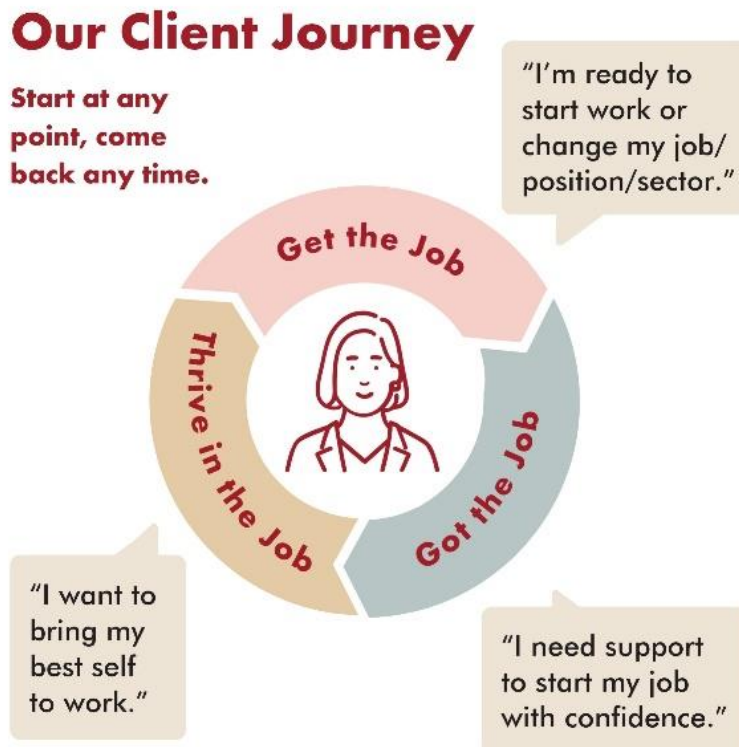 Our Client Journey
Start at any
point, come
back any time.
“I’m ready to
start work or
change my job/
position/sector.”
Get the Job
Thrive in the Job
Got the Job
“I want to
bring my
best self
to work.”
“I need support
to start my job
with confidence.”